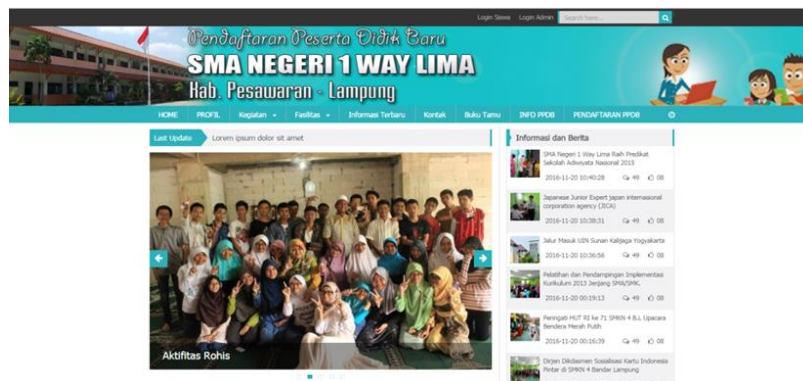 Login Siswa Login Admin Search here...
Pendaftaran Peserta Didik Baru
SMA NEGERI 1 WAY LIMA
Kab. Pesawaran - Lampung
HOME PROFIL Kegiatan Fasilitas Informasi Terbaru Kontak Buku Tamu INFO PPDB PENDAFTARAN PPDB
Last Update Lorem ipsum dolor sit amet
Aktifitas Rohis
Informasi dan Berita
SMA Negeri 1 Way Lima Raih Predikat
Sekolah Adiwiyata Nasional 2015
2016-11-20 10:40:28 49 08
Japanese Junior Expert japan internasional
corporation agency (JICA)
2016-11-20 10:38:31 49 08
Jalur Masuk UIN Sunan Kalijaga Yogyakarta
2016-11-20 10:36:56 49 08
Pelatihan dan Pendampingan Implementasi
Kurikulum 2013 Jenjang SMA/SMK.
2016-11-20 00:19:13 49 08
Peringati HUT RI ke 71 SMKN 4 B.L Upacara
Bendera Merah Putih
2016-11-20 00:16:39 49 08
Dirjen Dikdasmen Sosialisasi Kartu Indonesia
Pintar di SMKN 4 Bandar Lampung